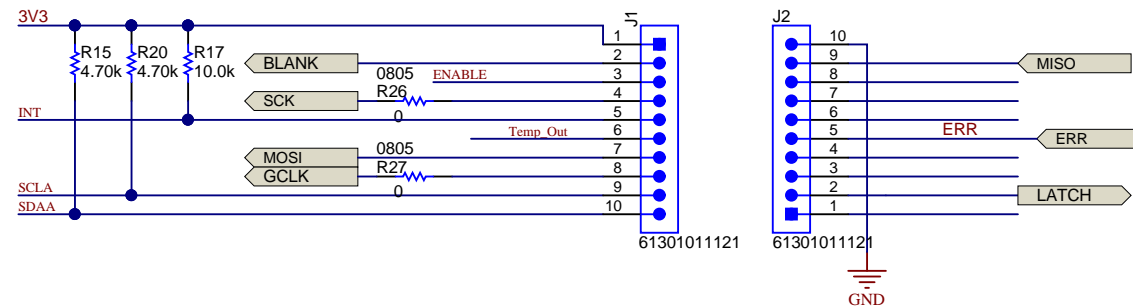 3V3
R15
4.70k
R20
4.70k
R17
10.0k
INT
SCLA
SDAA
BLANK
ENABLE
SCK
0805
R26
0
Temp_Out
MOSI
GCLK
0805
R27
0
J1
1
2
3
4
5
6
7
8
9
10
61301011121
J2
10
9
8
7
6
5
4
3
2
1
61301011121
MISO
ERR
ERR
LATCH
GND